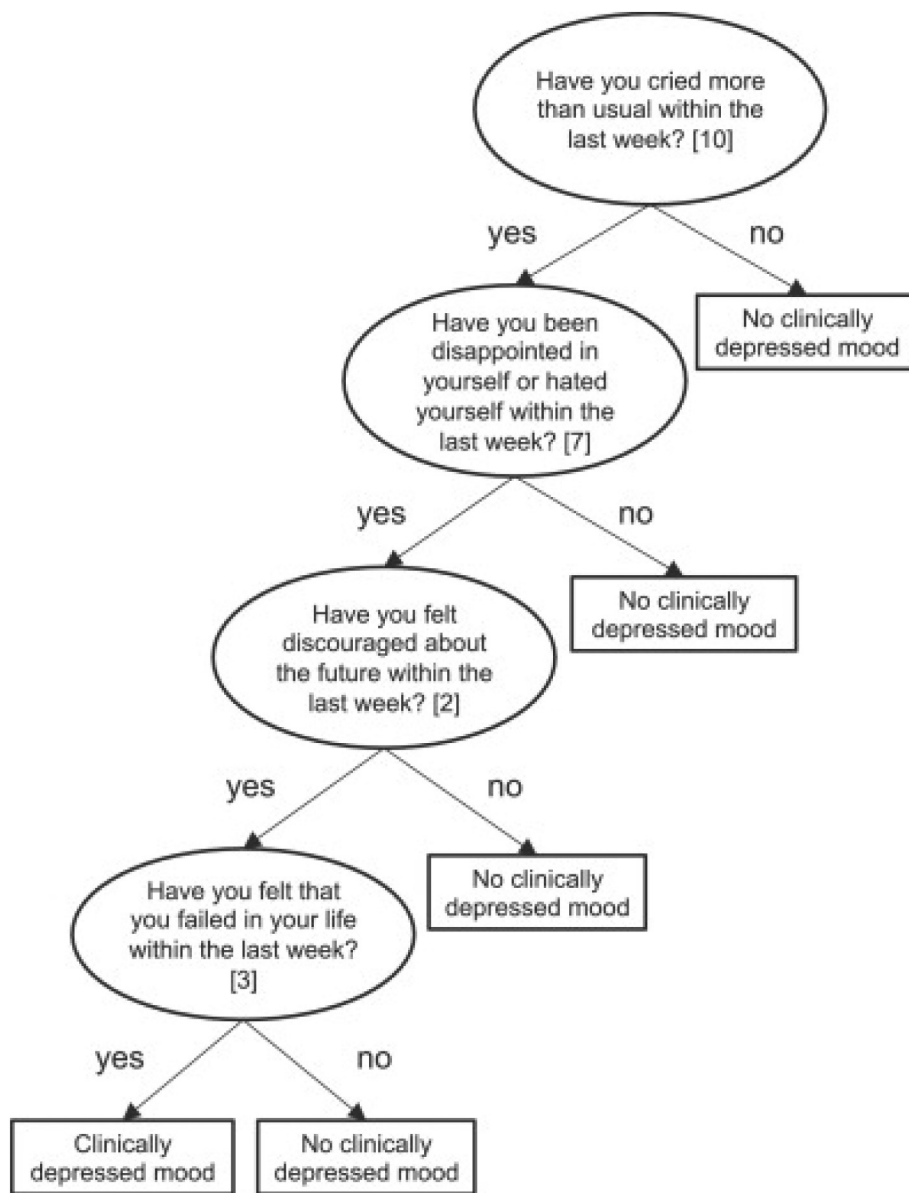 Have you cried more
than usual within the
last week? [10]
yes
no
Have you been
disappointed in
yourself or hated
yourself within the
last week? [7]
No clinically
depressed mood
yes
no
Have you felt
discouraged about
the future within the
last week? [2]
No clinically
depressed mood
yes
no
Have you felt that
you failed in your life
within the last week?
[3]
No clinically
depressed mood
yes
no
Clinically
depressed mood
No clinically
depressed mood